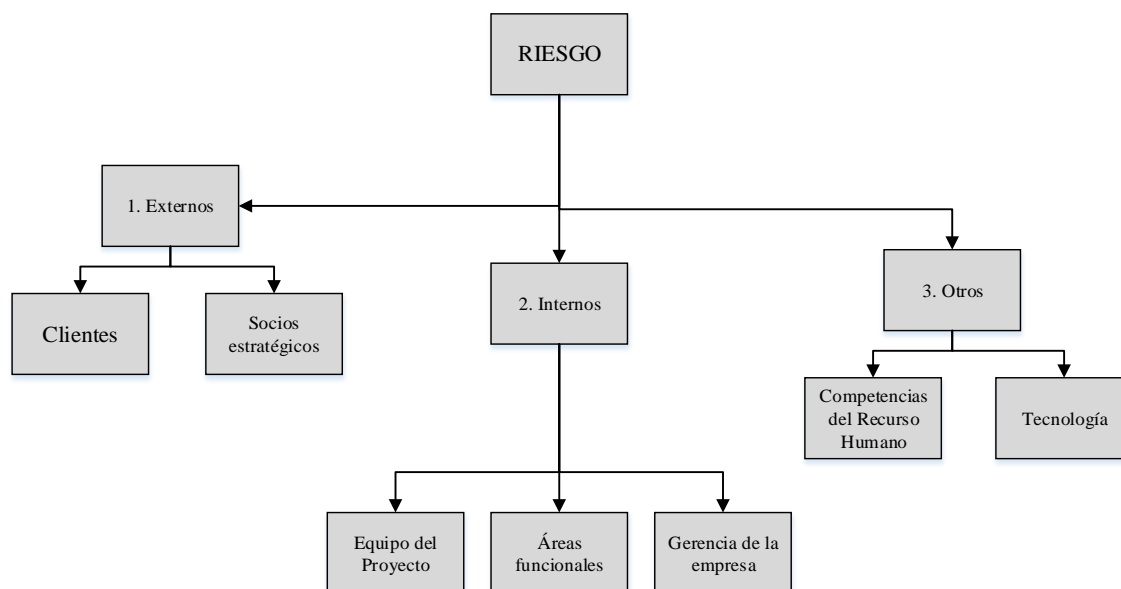 RIESGO
1. Externos
Clientes
Socios
estratégicos
2. Internos
Equipo del
Proyecto
Áreas
funcionales
Gerencia de la
empresa
3. Otros
Competencias
del Recurso
Humano
Tecnología